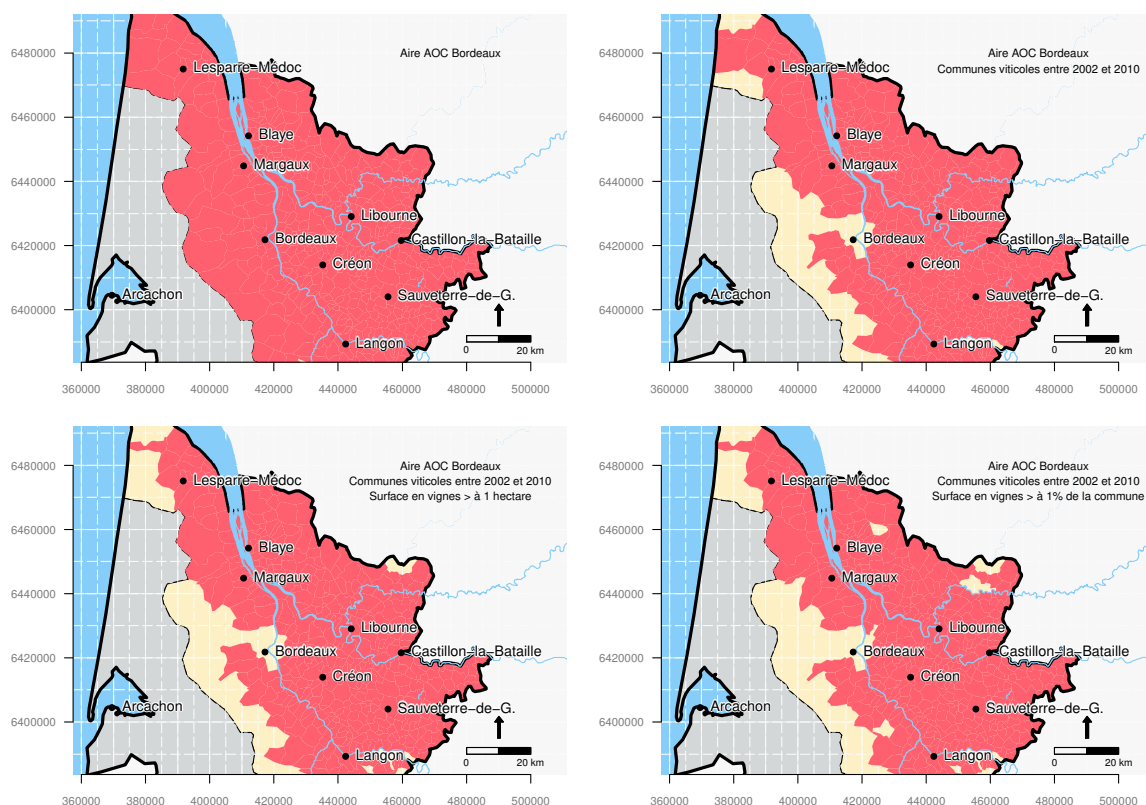 Aire AOC Bordeaux
6480000
Lesparre−Médoc
6460000
Blaye
Margaux
6440000
Libourne
6420000
Bordeaux
Castillon−la−Bataille
Créon
Arcachon
Sauveterre−de−G.
6400000
Langon
0 20 km
360000 380000 400000 420000 440000 460000 480000 500000
Aire AOC Bordeaux
Communes viticoles entre 2002 et 2010
6480000
Lesparre−Médoc
6460000
Blaye
Margaux
6440000
Libourne
6420000
Bordeaux
Castillon−la−Bataille
Créon
Arcachon
Sauveterre−de−G.
6400000
Langon
0 20 km
360000 380000 400000 420000 440000 460000 480000 500000
Aire AOC Bordeaux
Communes viticoles entre 2002 et 2010
Surface en vignes > à 1 hectare
6480000
Lesparre−Médoc
6460000
Blaye
Margaux
6440000
Libourne
6420000
Bordeaux
Castillon−la−Bataille
Créon
Arcachon
Sauveterre−de−G.
6400000
Langon
0 20 km
360000 380000 400000 420000 440000 460000 480000 500000
Aire AOC Bordeaux
Communes viticoles entre 2002 et 2010
Surface en vignes > à 1% de la commune
6480000
Lesparre−Médoc
6460000
Blaye
Margaux
6440000
Libourne
6420000
Bordeaux
Castillon−la−Bataille
Créon
Arcachon
Sauveterre−de−G.
6400000
Langon
0 20 km
360000 380000 400000 420000 440000 460000 480000 500000